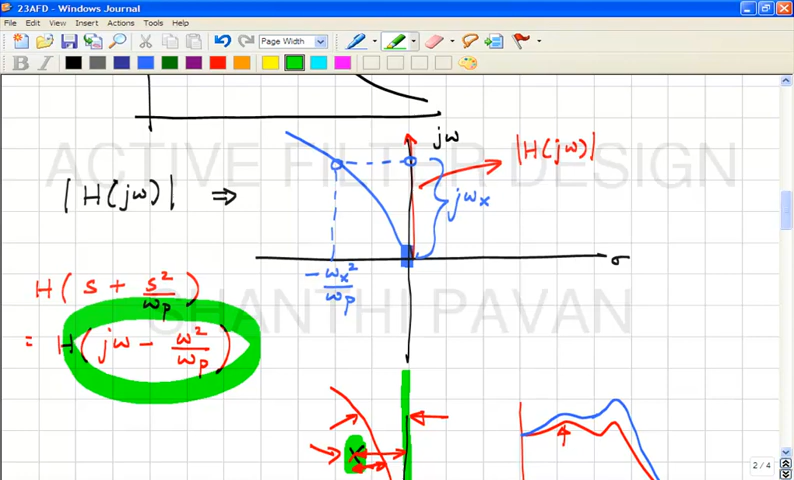 23AFD - Windows Journal
File Edit View Insert Actions Tools Help
Page Width
B I
jω
|H(jω)|
ACTIVE FILTER DESIGN
|H(jω)| ⇒
jωx
σ
-ωx²/ωp
H(s + s²/ωp)
SHANTHI PAVAN
= H(jω - ω²/ωp)
x
2 / 4